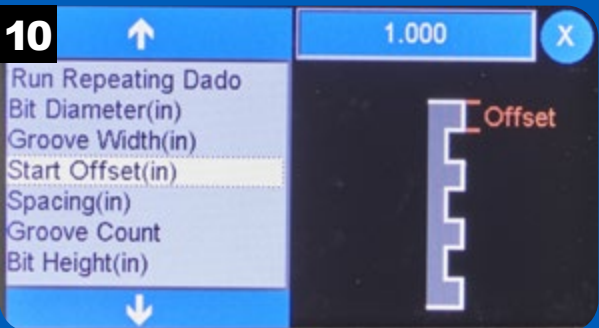 10
1.000
X
Run Repeating Dado
Bit Diameter(in)
Groove Width(in)
Start Offset(in)
Spacing(in)
Groove Count
Bit Height(in)
Offset